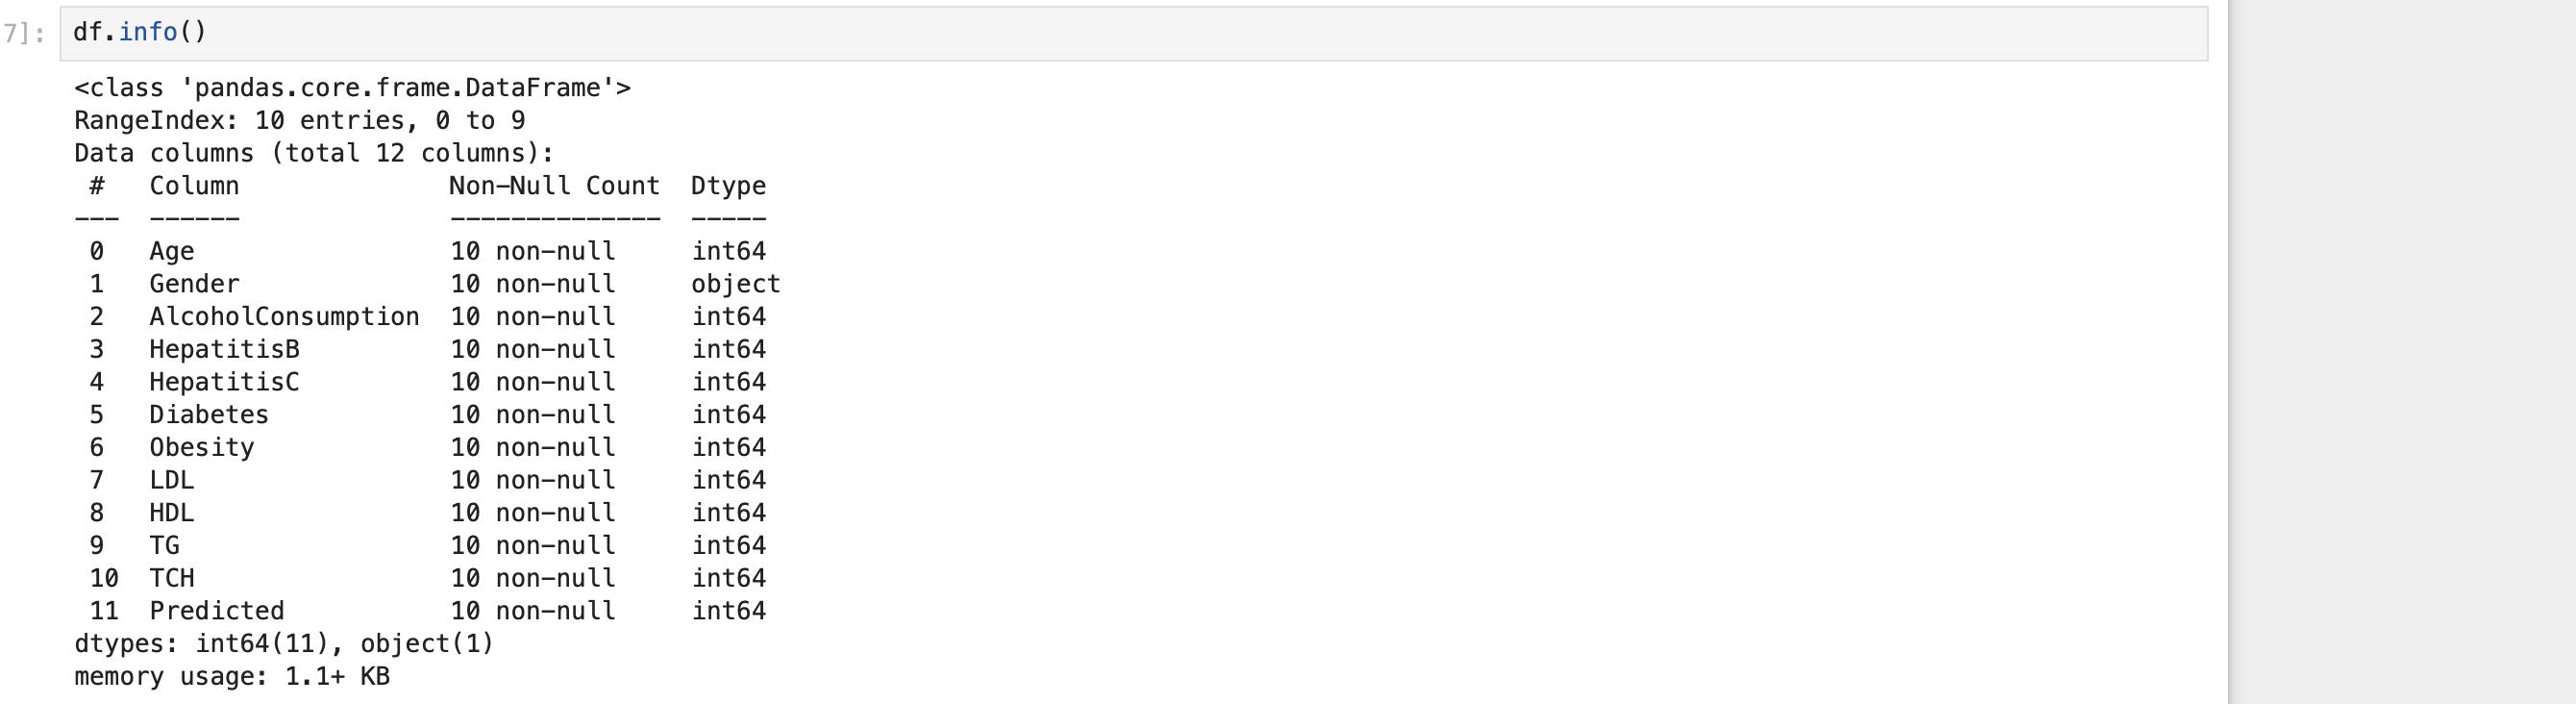 7]: df.info()
<class 'pandas.core.frame.DataFrame'>
RangeIndex: 10 entries, 0 to 9
Data columns (total 12 columns):
 #   Column              Non-Null Count  Dtype
---  ------              --------------  -----
 0   Age                 10 non-null     int64
 1   Gender              10 non-null     object
 2   AlcoholConsumption  10 non-null     int64
 3   HepatitisB          10 non-null     int64
 4   HepatitisC          10 non-null     int64
 5   Diabetes            10 non-null     int64
 6   Obesity             10 non-null     int64
 7   LDL                 10 non-null     int64
 8   HDL                 10 non-null     int64
 9   TG                  10 non-null     int64
 10  TCH                 10 non-null     int64
 11  Predicted           10 non-null     int64
dtypes: int64(11), object(1)
memory usage: 1.1+ KB